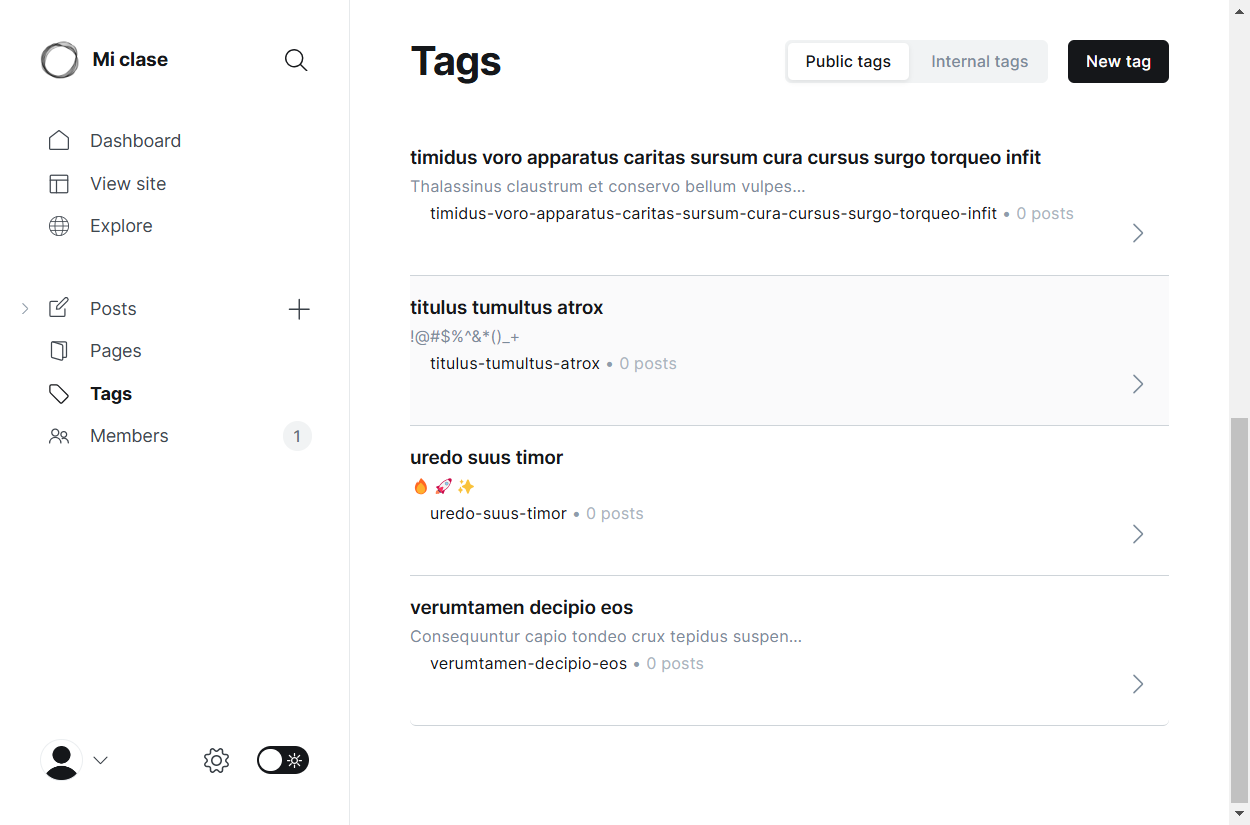 Mi clase
Dashboard
View site
Explore
Posts
Pages
Tags
Members
1
Tags
Public tags
Internal tags
New tag
timidus voro apparatus caritas sursum cura cursus surgo torqueo infit
Thalassinus claustrum et conservo bellum vulpes...
timidus-voro-apparatus-caritas-sursum-cura-cursus-surgo-torqueo-infit • 0 posts
titulus tumultus atrox
!@#$%^&*()_+
titulus-tumultus-atrox • 0 posts
uredo suus timor
🔥 🚀 ✨
uredo-suus-timor • 0 posts
verumtamen decipio eos
Consequuntur capio tondeo crux tepidus suspen...
verumtamen-decipio-eos • 0 posts